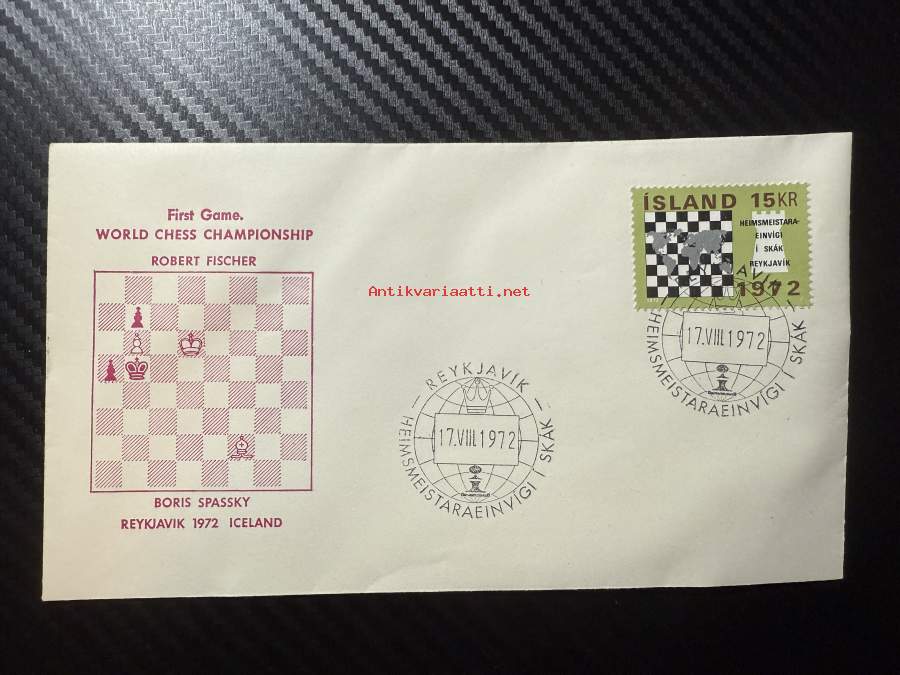 First Game.
WORLD CHESS CHAMPIONSHIP
ROBERT FISCHER
BORIS SPASSKY
REYKJAVIK 1972 ICELAND
Antikvariaatti.net
ÍSLAND 15KR
HEIMSMEISTARA-
EINVÍGI
Í SKÁK
REYKJAVÍK
1972
REYKJAVÍK
17.VIII.1972
HEIMSMEISTARAEINVÍGI Í SKÁK
17.VIII.1972
HEIMSMEISTARAEINVÍGI Í SKÁK